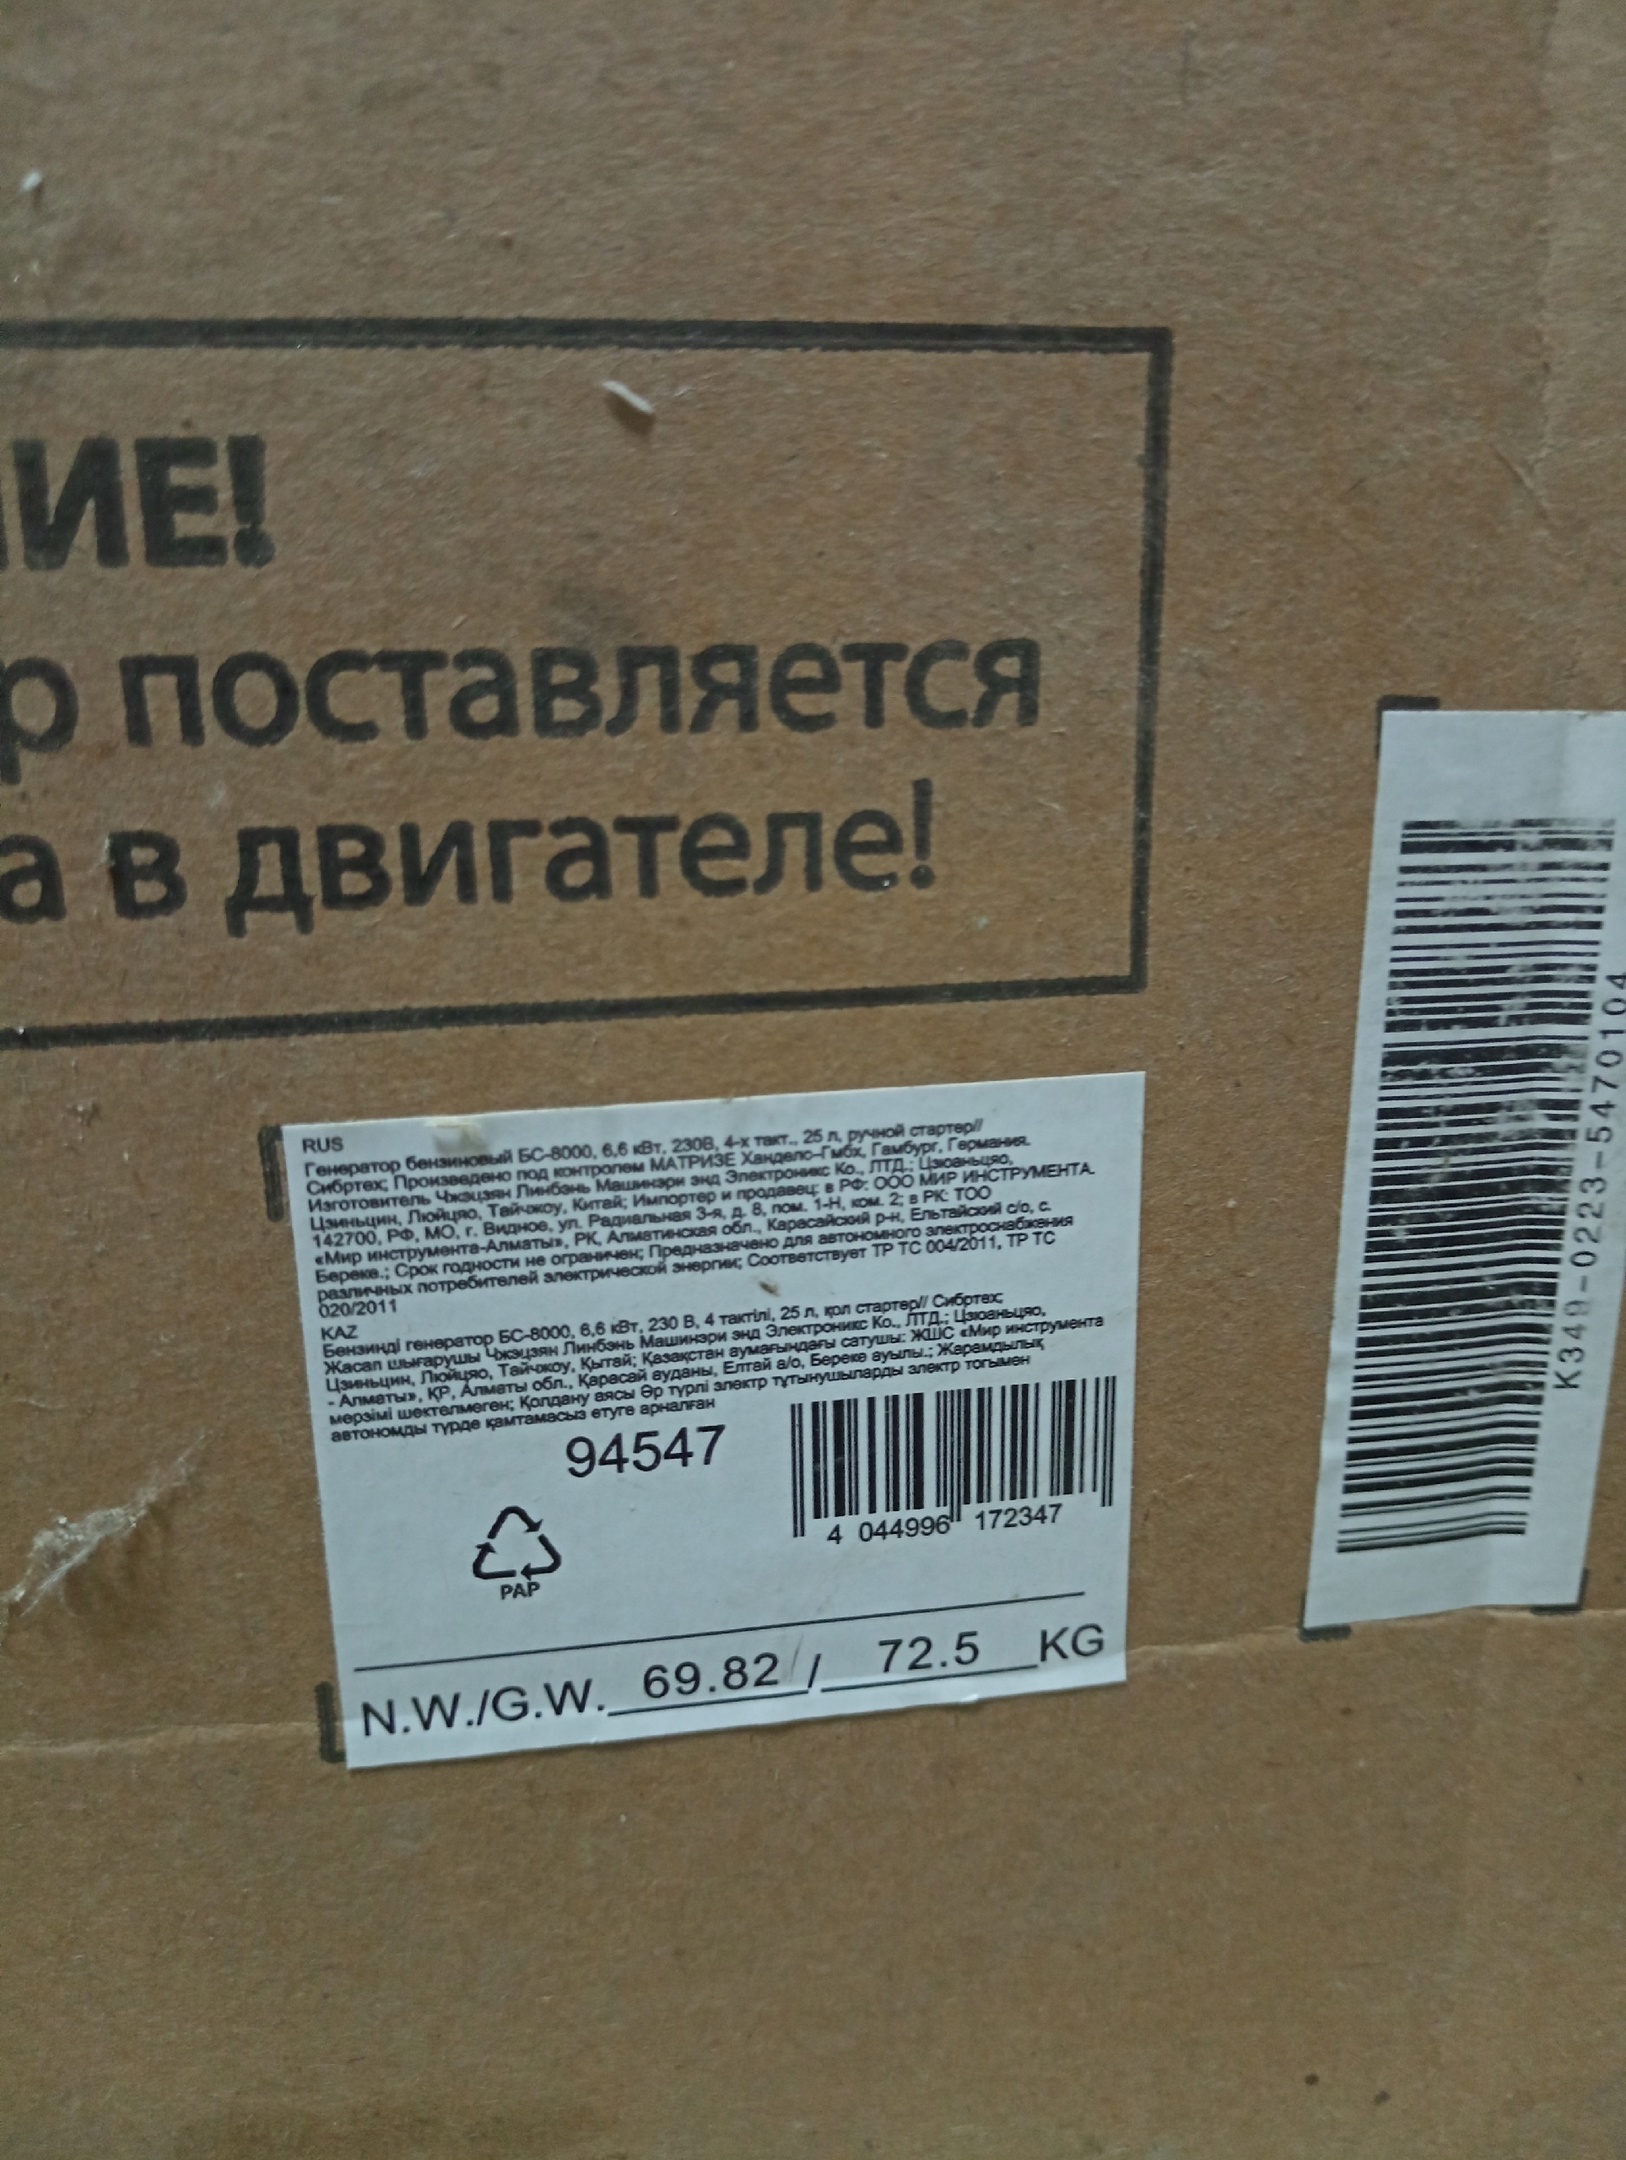 ИЕ!
р поставляется
а в двигателе!
RUS
Генератор бензиновый БС-8000, 6,6 кВт, 230В, 4-х такт., 25 л, ручной стартер//
Сибртех; Произведено под контролем МАТРИЗЕ Ханделс-Гмбх, Гамбург, Германия.
Изготовитель Чжэцзян Линбэнь Машинэри энд Электроникс Ко., ЛТД.; Цзюаньцяо,
Цзиньцин, Люйцяо, Тайчжоу, Китай; Импортер и продавец: в РФ: ООО МИР ИНСТРУМЕНТА.
142700, РФ, МО, г. Видное, ул. Радиальная 3-я, д. 8, пом. 1-Н, ком. 2; в РК: ТОО
«Мир инструмента-Алматы», РК, Алматинская обл., Карасайский р-н, Ельтайский с/о, с.
Береке.; Срок годности не ограничен; Предназначено для автономного электроснабжения
различных потребителей электрической энергии; Соответствует ТР ТС 004/2011, ТР ТС
020/2011
KAZ
Бензинді генератор БС-8000, 6,6 кВт, 230 В, 4 тактілі, 25 л, қол стартер// Сибртех;
Жасап шығарушы Чжэцзян Линбэнь Машинэри энд Электроникс Ко., ЛТД.; Цзюаньцяо,
Цзиньцин, Люйцяо, Тайчжоу, Қытай; Қазақстан аумағындағы сатушы: ЖШС «Мир инструмента
- Алматы», ҚР, Алматы обл., Қарасай ауданы, Елтай а/о, Береке ауылы.; Жарамдылық
мерзімі шектелмеген; Қолдану аясы Әр түрлі электр тұтынушыларды электр тогымен
автономды түрде қамтамасыз етуге арналған
94547
4 044996 172347
PAP
N.W./G.W. 69.82 / 72.5 KG
K349-0223-5470104